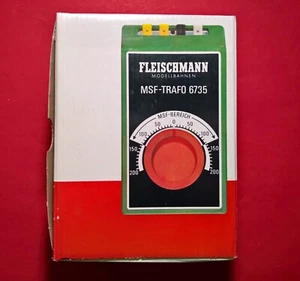 FLEISCHMANN
MODELLBAHNEN
MSF-TRAFO 6735
MSF-BEREICH
200 150 100 50 0 50 100 150 200